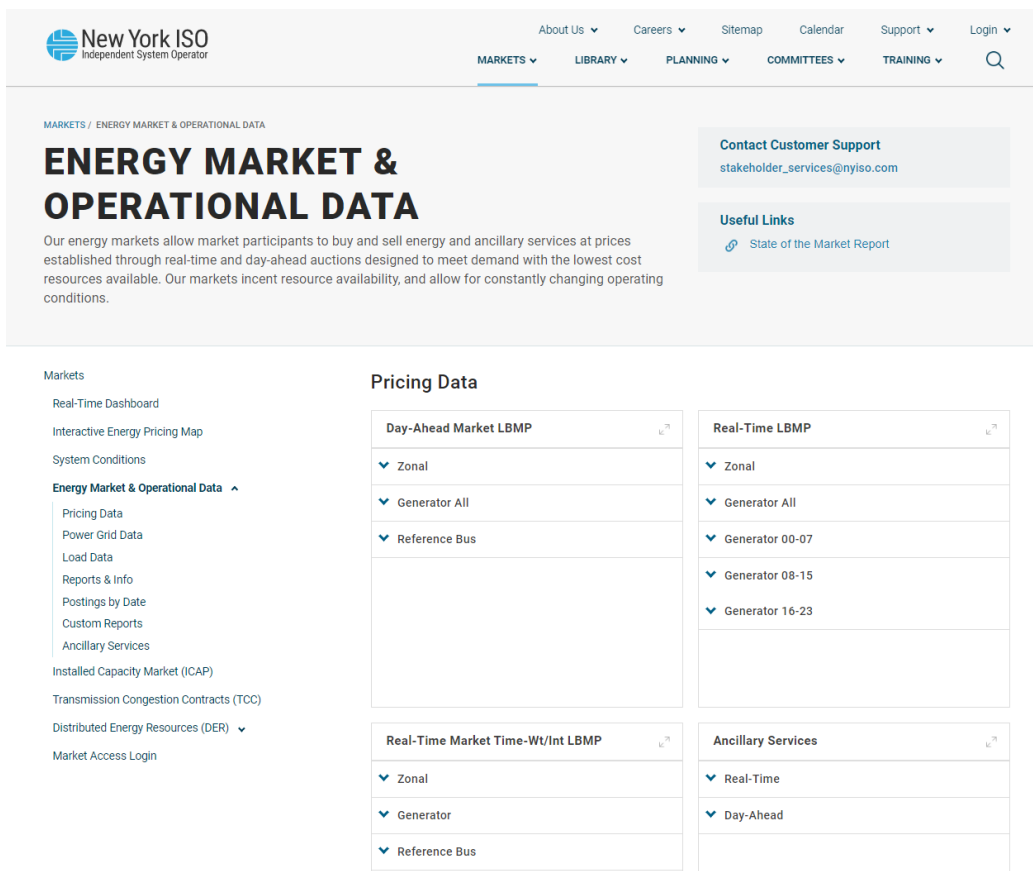 New York ISO
Independent System Operator
About Us
Careers
Sitemap
Calendar
Support
Login
MARKETS
LIBRARY
PLANNING
COMMITTEES
TRAINING
MARKETS / ENERGY MARKET & OPERATIONAL DATA
ENERGY MARKET &
OPERATIONAL DATA
Our energy markets allow market participants to buy and sell energy and ancillary services at prices
established through real-time and day-ahead auctions designed to meet demand with the lowest cost
resources available. Our markets incent resource availability, and allow for constantly changing operating
conditions.
Contact Customer Support
stakeholder_services@nyiso.com
Useful Links
State of the Market Report
Markets
Real-Time Dashboard
Interactive Energy Pricing Map
System Conditions
Energy Market & Operational Data
Pricing Data
Power Grid Data
Load Data
Reports & Info
Postings by Date
Custom Reports
Ancillary Services
Installed Capacity Market (ICAP)
Transmission Congestion Contracts (TCC)
Distributed Energy Resources (DER)
Market Access Login
Pricing Data
Day-Ahead Market LBMP
Zonal
Generator All
Reference Bus
Real-Time LBMP
Zonal
Generator All
Generator 00-07
Generator 08-15
Generator 16-23
Real-Time Market Time-Wt/Int LBMP
Zonal
Generator
Reference Bus
Ancillary Services
Real-Time
Day-Ahead